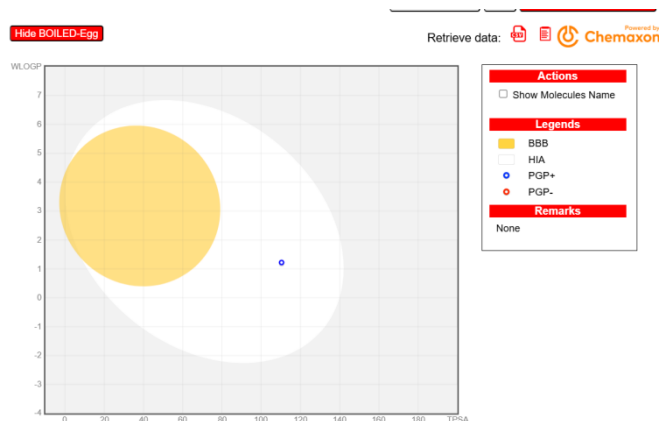 Hide BOILED-Egg
Retrieve data:
Powered by
Chemaxon
WLOGP
7
6
5
4
3
2
1
0
-1
-2
-3
-4
0
20
40
60
80
100
120
140
160
180
TPSA
Actions
Show Molecules Name
Legends
BBB
HIA
PGP+
PGP-
Remarks
None